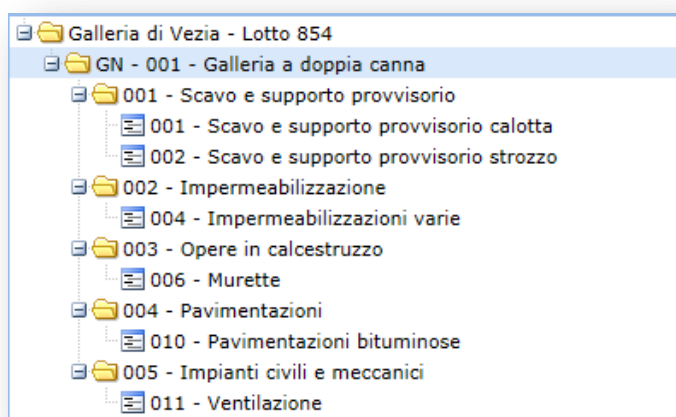 Galleria di Vezia - Lotto 854
GN - 001 - Galleria a doppia canna
001 - Scavo e supporto provvisorio
001 - Scavo e supporto provvisorio calotta
002 - Scavo e supporto provvisorio strozzo
002 - Impermeabilizzazione
004 - Impermeabilizzazioni varie
003 - Opere in calcestruzzo
006 - Murette
004 - Pavimentazioni
010 - Pavimentazioni bituminose
005 - Impianti civili e meccanici
011 - Ventilazione